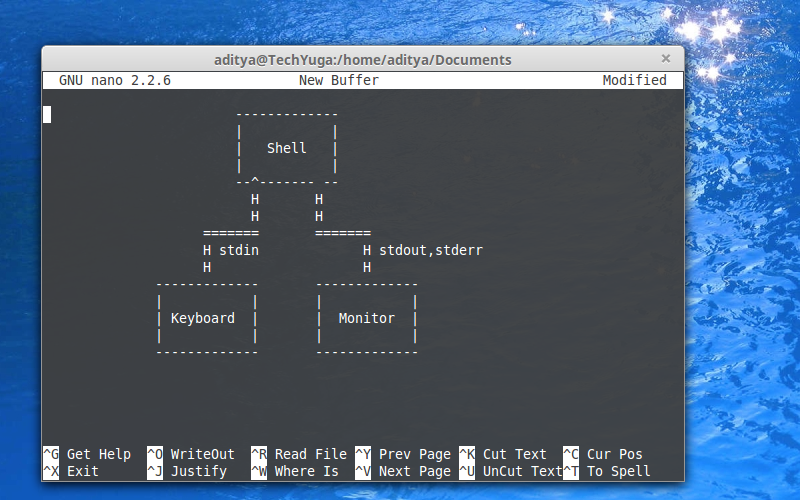 aditya@TechYuga:/home/aditya/Documents ×
GNU nano 2.2.6 New Buffer Modified
-------------
| |
| Shell |
| |
--^------- --
H H
H H
======= =======
H stdin H stdout,stderr
H H
------------- -------------
| | | |
| Keyboard | | Monitor |
| | | |
------------- -------------
^G Get Help ^O WriteOut ^R Read File ^Y Prev Page ^K Cut Text ^C Cur Pos
^X Exit ^J Justify ^W Where Is ^V Next Page ^U UnCut Text ^T To Spell